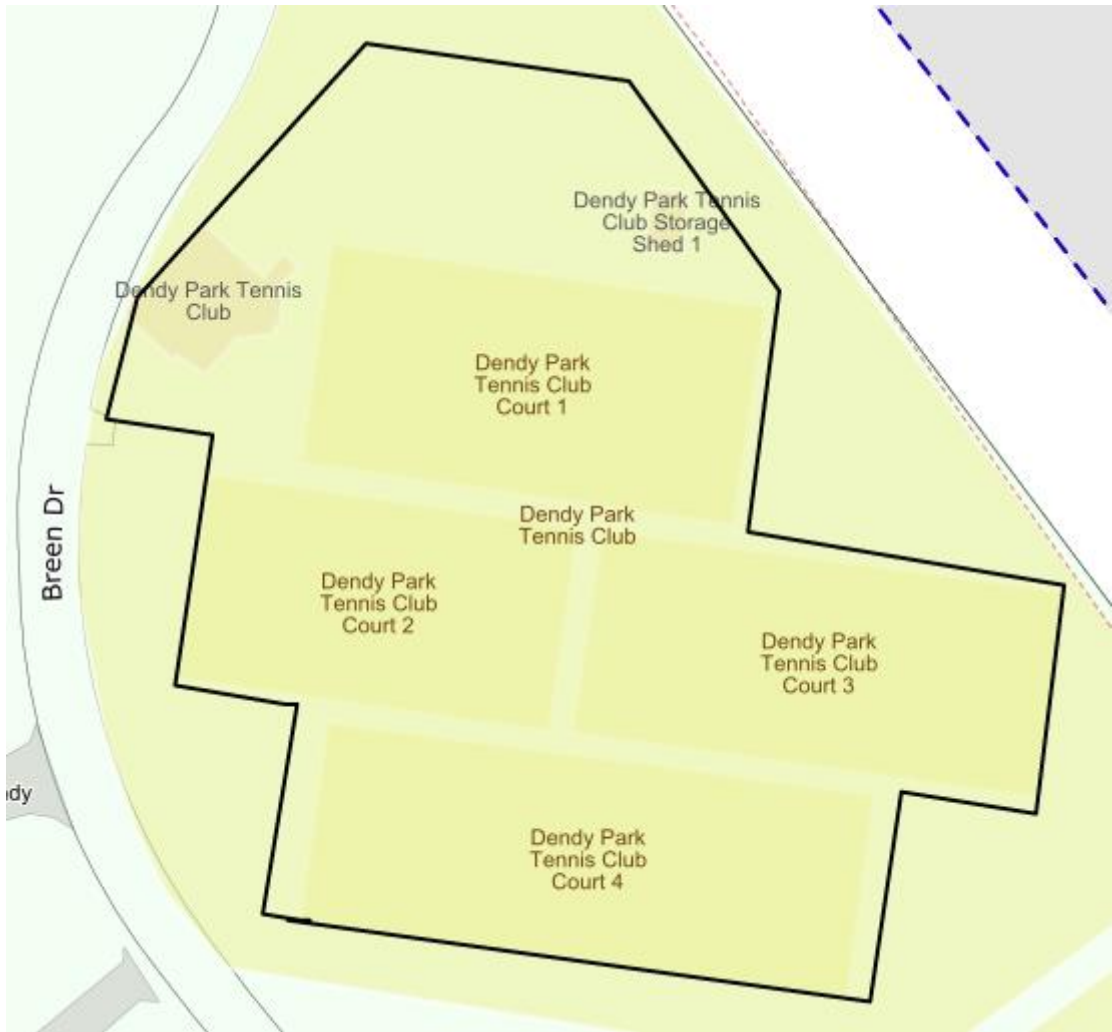 Dendy Park Tennis
Club Storage
Shed 1
Dendy Park Tennis
Club
Dendy Park
Tennis Club
Court 1
Dendy Park
Tennis Club
Breen Dr
Dendy Park
Tennis Club
Court 2
Dendy Park
Tennis Club
Court 3
dy
Dendy Park
Tennis Club
Court 4